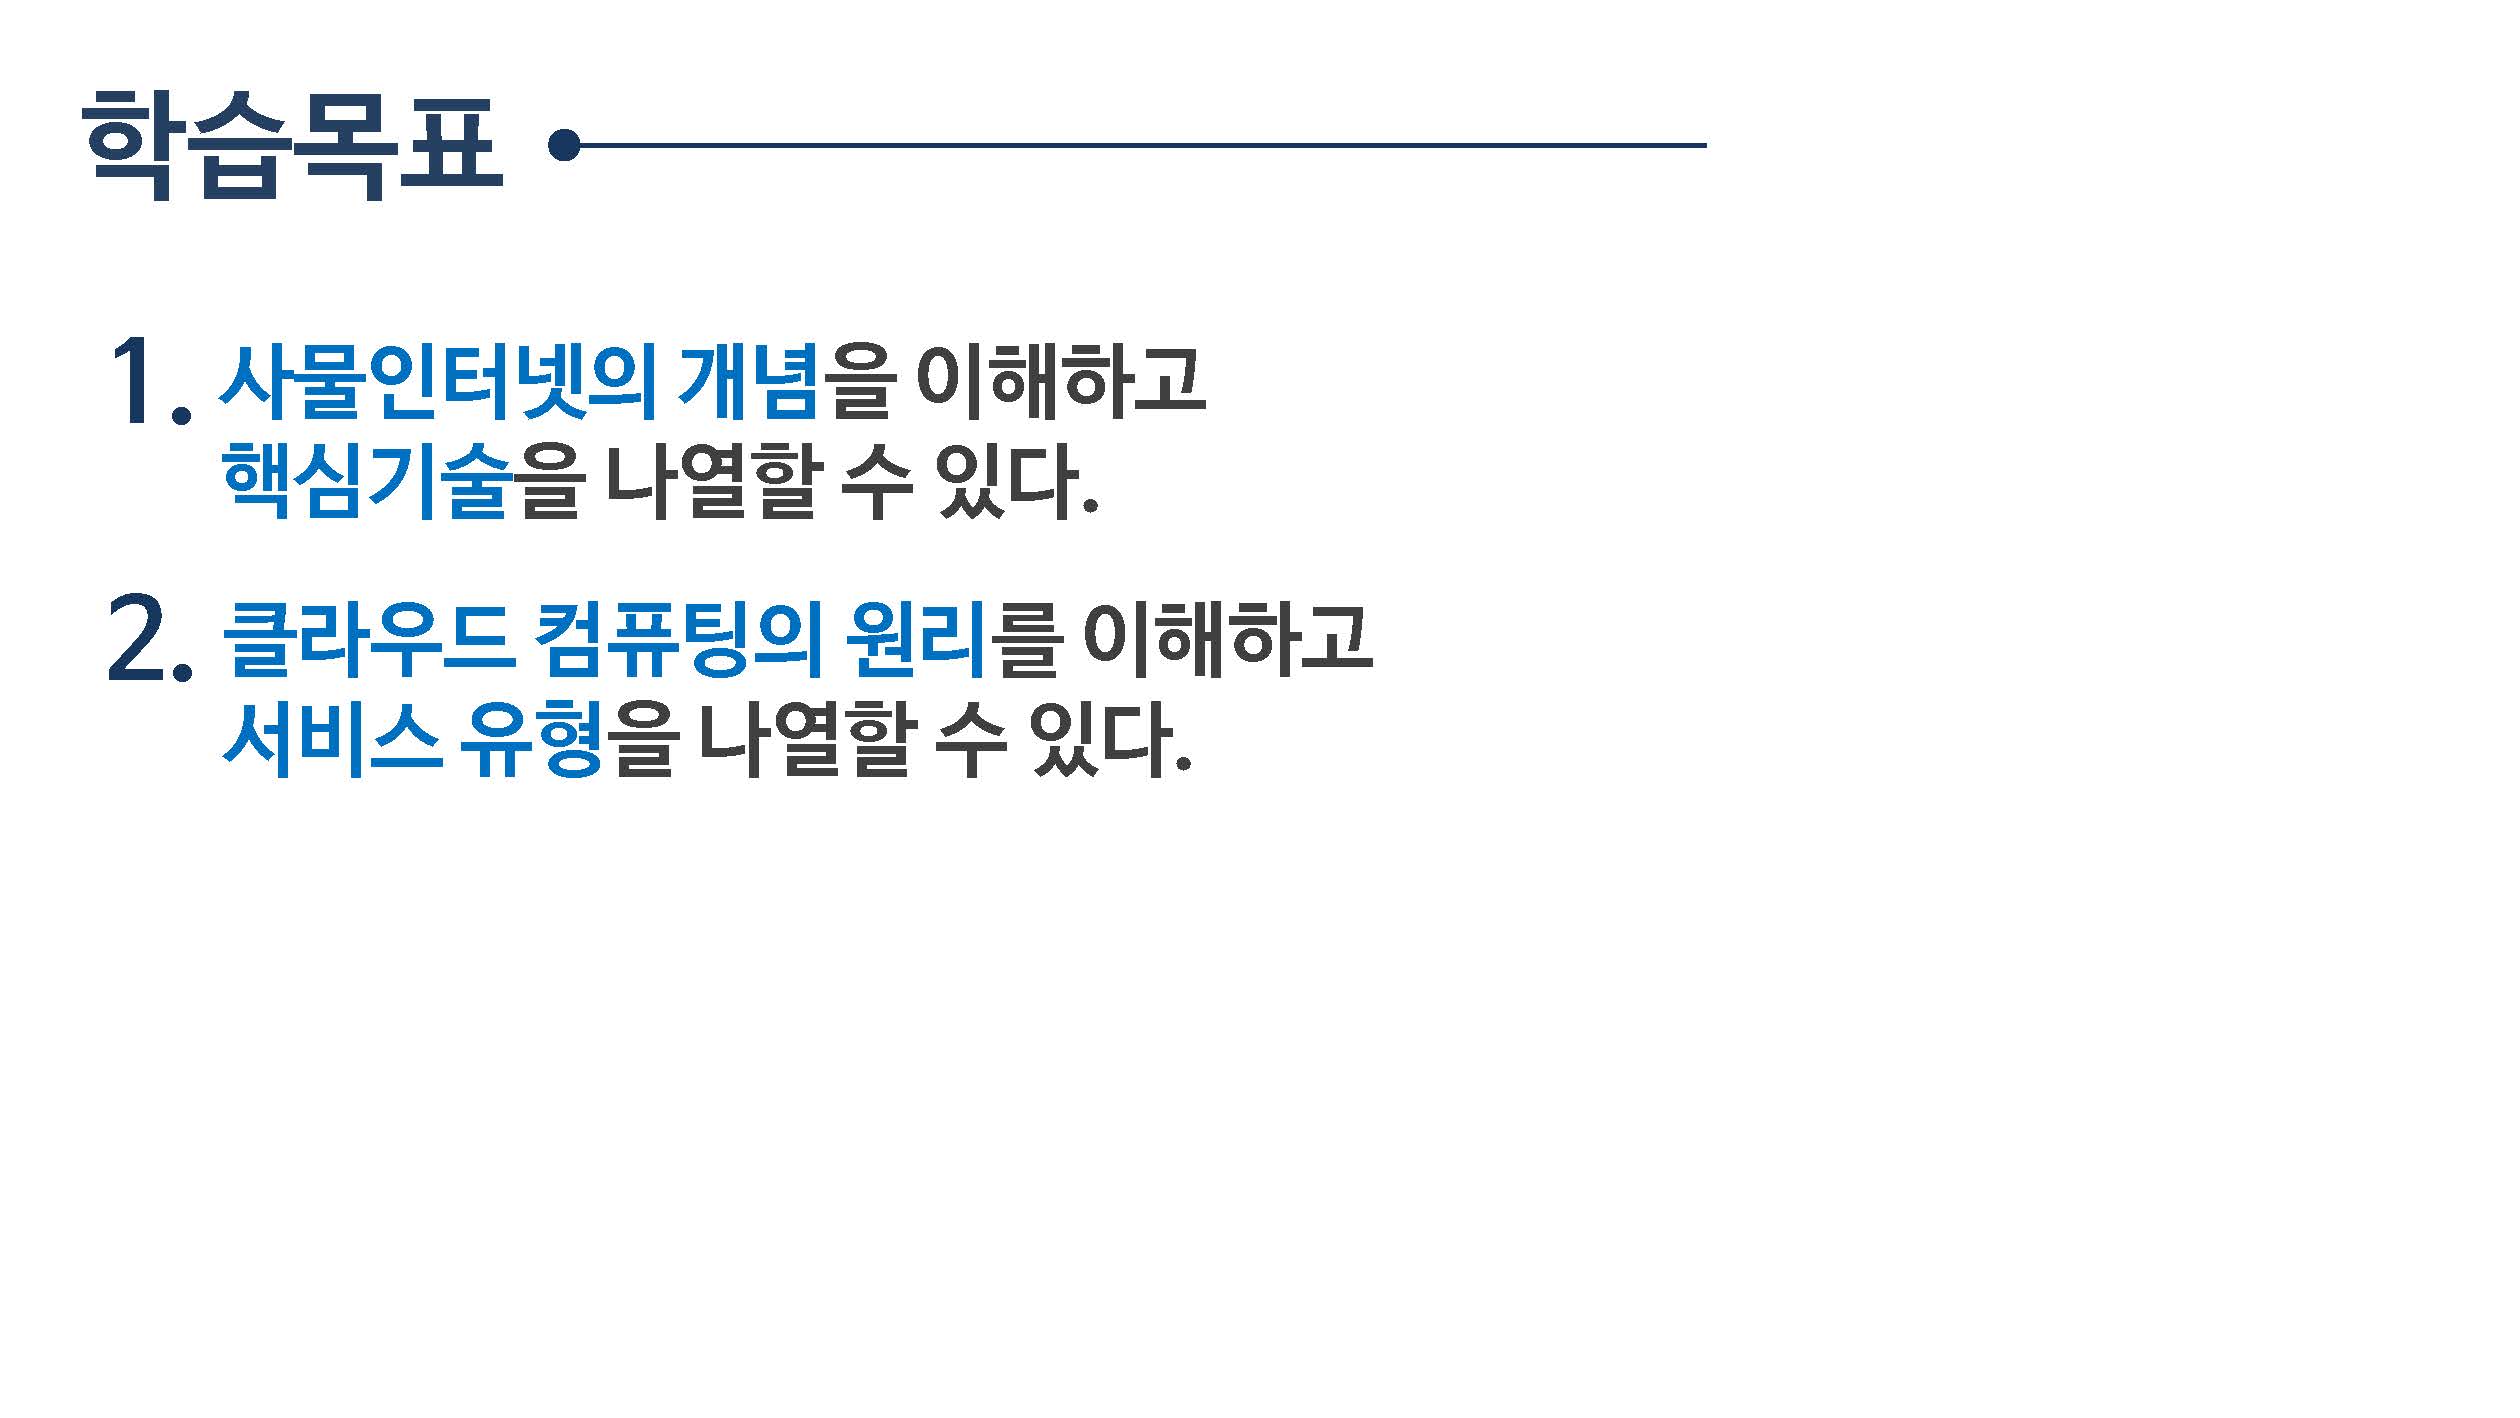 학습목표
1. 사물인터넷의 개념을 이해하고
핵심기술을 나열할 수 있다.
2. 클라우드 컴퓨팅의 원리를 이해하고
서비스 유형을 나열할 수 있다.